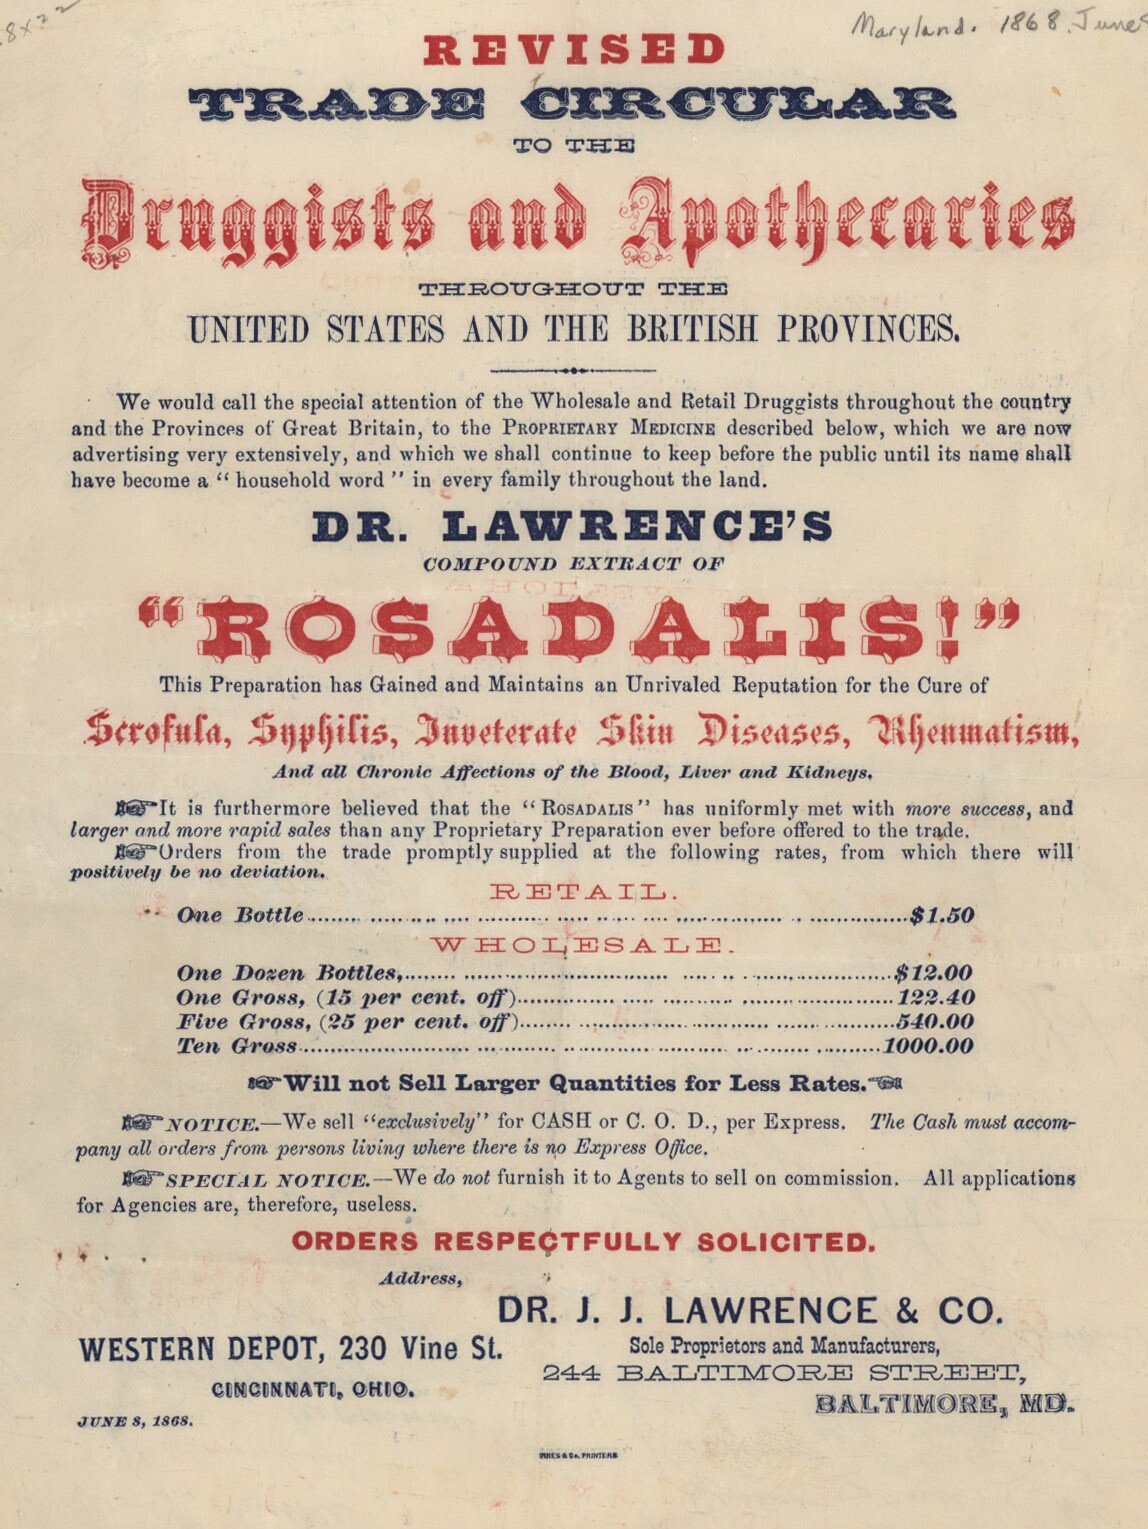 8x22
Maryland. 1868. June
REVISED
TRADE CIRCULAR
TO THE
Druggists and Apothecaries
THROUGHOUT THE
UNITED STATES AND THE BRITISH PROVINCES.
We would call the special attention of the Wholesale and Retail Druggists throughout the country
and the Provinces of Great Britain, to the PROPRIETARY MEDICINE described below, which we are now
advertising very extensively, and which we shall continue to keep before the public until its name shall
have become a "household word" in every family throughout the land.
DR. LAWRENCE'S
COMPOUND EXTRACT OF
"ROSADALIS!"
This Preparation has Gained and Maintains an Unrivaled Reputation for the Cure of
Scrofula, Syphilis, Inveterate Skin Diseases, Rheumatism,
And all Chronic Affections of the Blood, Liver and Kidneys.
☞It is furthermore believed that the "ROSADALIS" has uniformly met with more success, and
larger and more rapid sales than any Proprietary Preparation ever before offered to the trade.
☞Orders from the trade promptly supplied at the following rates, from which there will
positively be no deviation.
RETAIL.
One Bottle........$1.50
WHOLESALE.
One Dozen Bottles,........$12.00
One Gross, (15 per cent. off)........122.40
Five Gross, (25 per cent. off)........540.00
Ten Gross........1000.00
☞Will not Sell Larger Quantities for Less Rates.☜
☞NOTICE.—We sell "exclusively" for CASH or C. O. D., per Express. The Cash must accom-
pany all orders from persons living where there is no Express Office.
☞SPECIAL NOTICE.—We do not furnish it to Agents to sell on commission. All applications
for Agencies are, therefore, useless.
ORDERS RESPECTFULLY SOLICITED.
Address,
DR. J. J. LAWRENCE & CO.
Sole Proprietors and Manufacturers,
244 BALTIMORE STREET,
BALTIMORE, MD.
WESTERN DEPOT, 230 Vine St.
CINCINNATI, OHIO.
JUNE 8, 1868.
& Co. PRINTERS